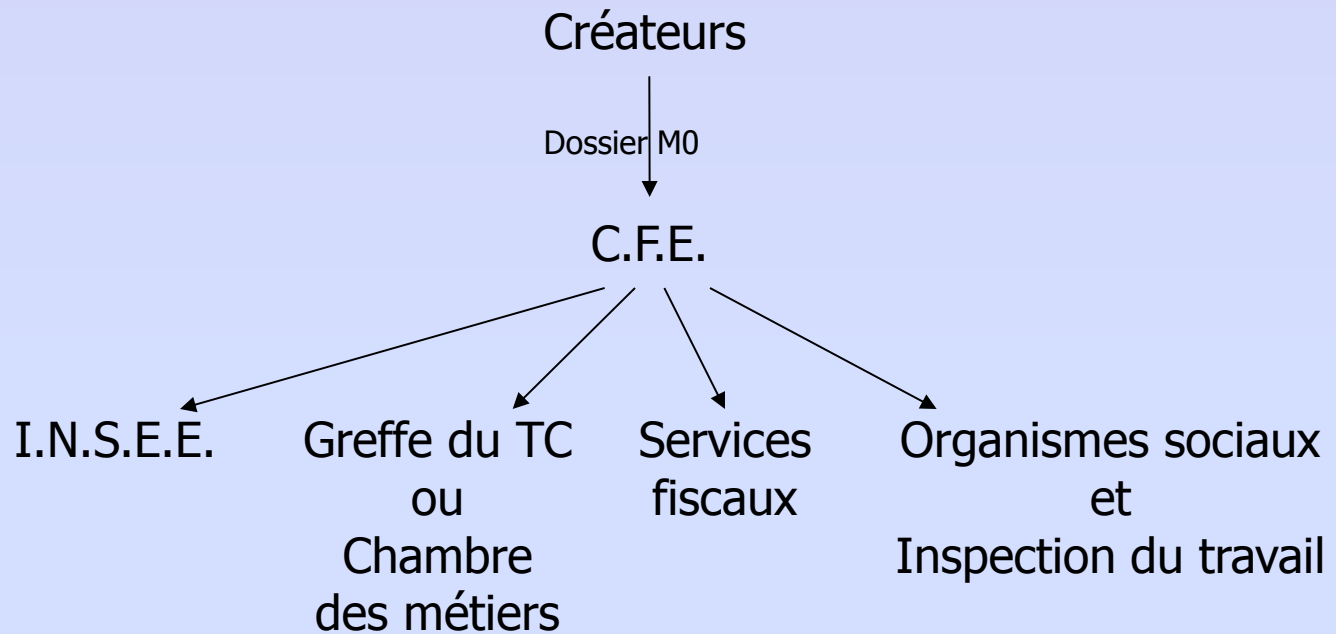 Créateurs
Dossier M0
C.F.E.
I.N.S.E.E.
Greffe du TC
ou
Chambre
des métiers
Services
fiscaux
Organismes sociaux
et
Inspection du travail